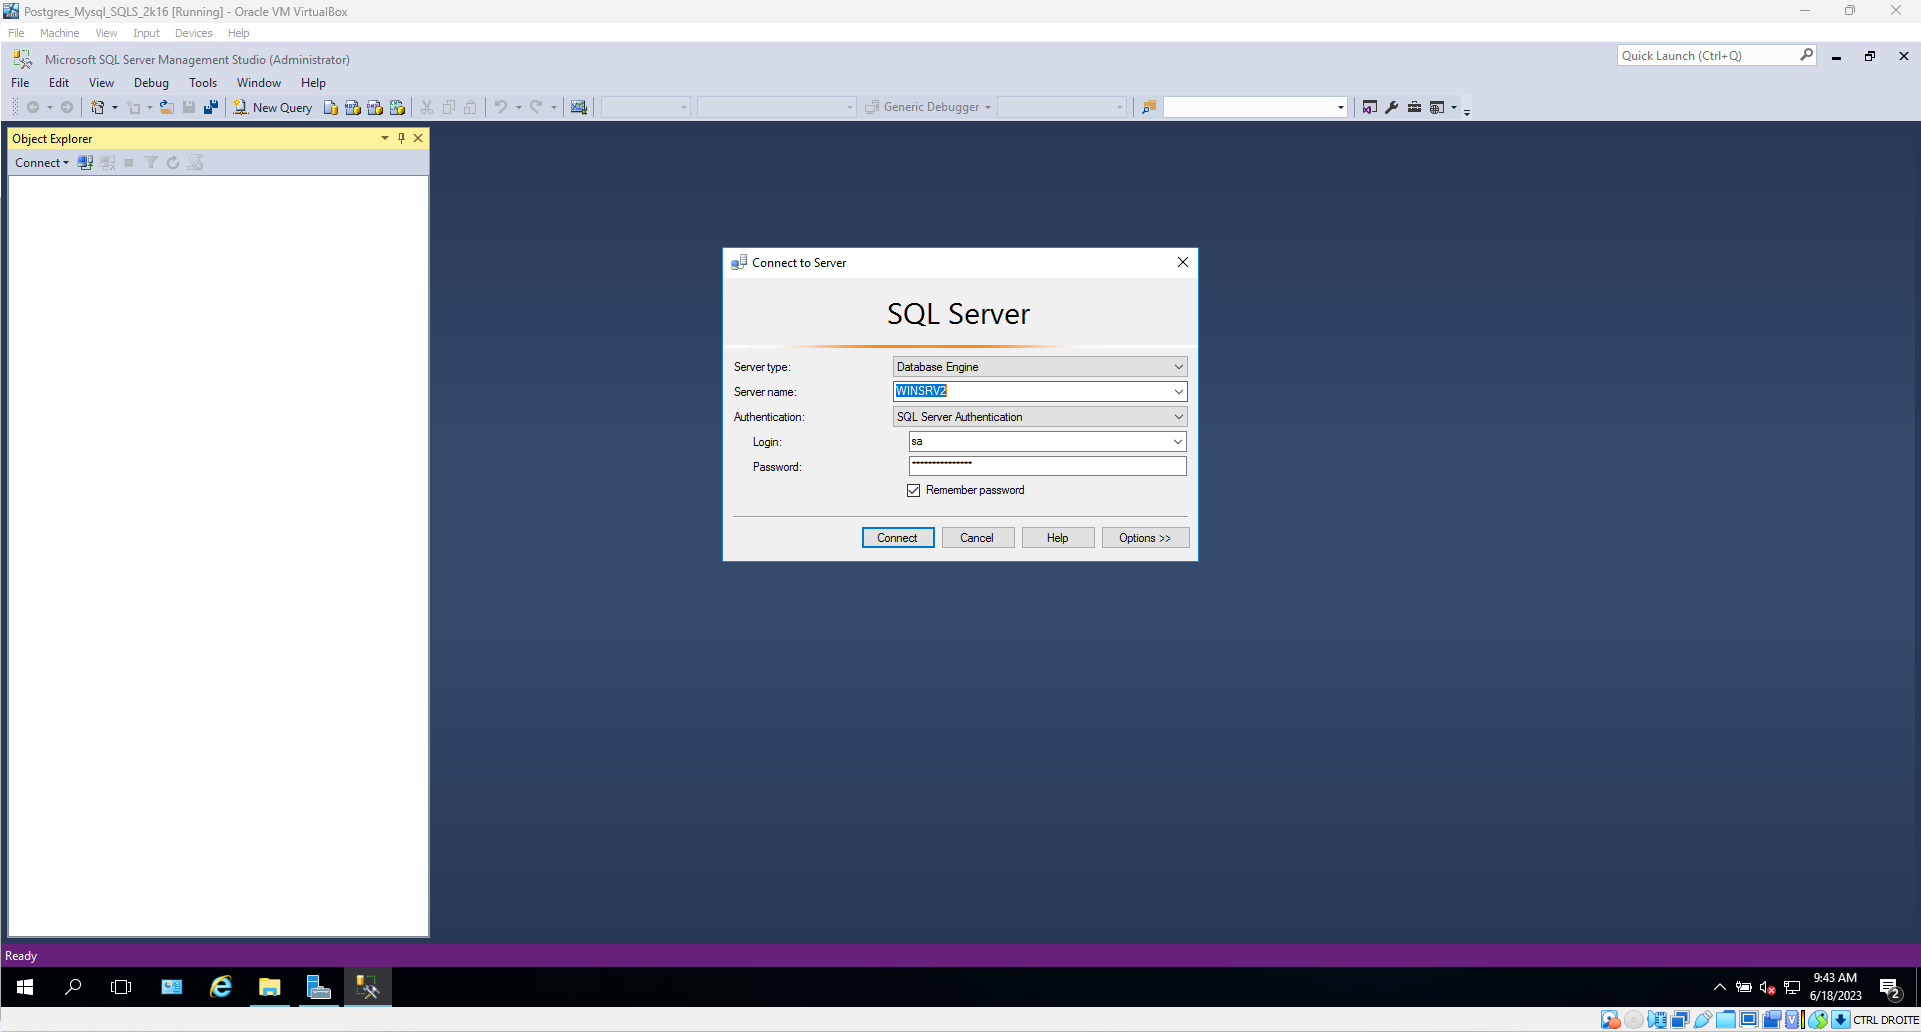 Postgres_Mysql_SQLS_2k16 [Running] - Oracle VM VirtualBox
File Machine View Input Devices Help
Microsoft SQL Server Management Studio (Administrator)
Quick Launch (Ctrl+Q)
File Edit View Debug Tools Window Help
New Query
Generic Debugger
Object Explorer
Connect
Connect to Server
SQL Server
Server type: Database Engine
Server name: WINSRV2
Authentication: SQL Server Authentication
Login: sa
Password: ***************
Remember password
Connect Cancel Help Options >>
Ready
9:43 AM
6/18/2023
2
CTRL DROITE